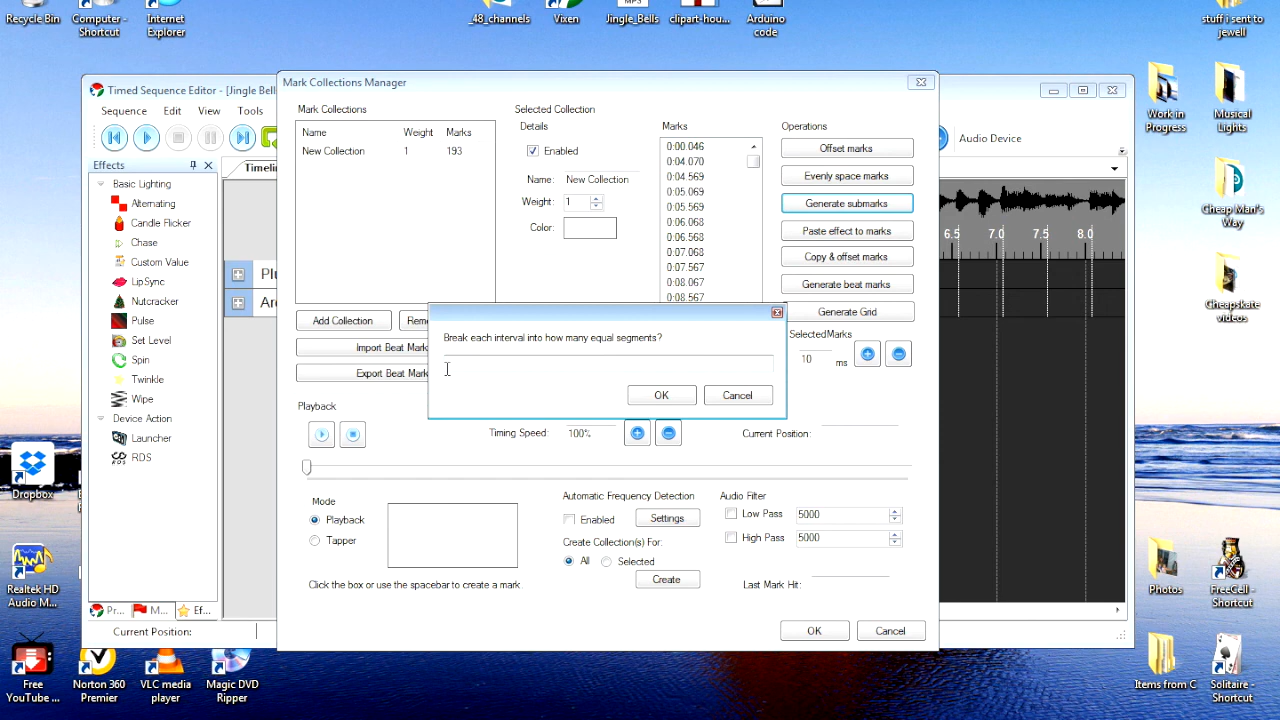 Recycle Bin
Computer - Shortcut
Internet Explorer
_48_channels
Vixen
MP3
Jingle_Bells
clipart-hou...
Arduino code
stuff i sent to jewell
Work in Progress
Musical Lights
Cheap Man's Way
Cheapskate videos
Photos
FreeCell - Shortcut
Items from C
Solitaire - Shortcut
Dropbox
Realtek HD Audio M...
Free YouTube ...
Norton 360 Premier
VLC media player
Magic DVD Ripper
Timed Sequence Editor - [Jingle Bell
Sequence Edit View Tools
Audio Device
Effects
Timelin
Basic Lighting
Alternating
Candle Flicker
Chase
Custom Value
LipSync
Nutcracker
Pulse
Set Level
Spin
Twinkle
Wipe
Device Action
Launcher
RDS
Pr... M... Ef...
Current Position:
Plu
Ar
6.5 7.0 7.5 8.0
Mark Collections Manager
Mark Collections
Name Weight Marks
New Collection 1 193
Add Collection
Rem
Import Beat Mark
Export Beat Mark
Selected Collection
Details
Enabled
Name: New Collection
Weight: 1
Color:
Marks
0:00.046
0:04.070
0:04.569
0:05.069
0:05.569
0:06.068
0:06.568
0:07.068
0:07.567
0:08.067
0:08.567
Operations
Offset marks
Evenly space marks
Generate submarks
Paste effect to marks
Copy & offset marks
Generate beat marks
Generate Grid
SelectedMarks
10 ms
Break each interval into how many equal segments?
OK Cancel
Playback
Timing Speed: 100%
Current Position:
Mode
Playback
Tapper
Click the box or use the spacebar to create a mark.
Automatic Frequency Detection
Enabled
Settings
Create Collection(s) For:
All Selected
Create
Audio Filter
Low Pass 5000
High Pass 5000
Last Mark Hit:
OK Cancel